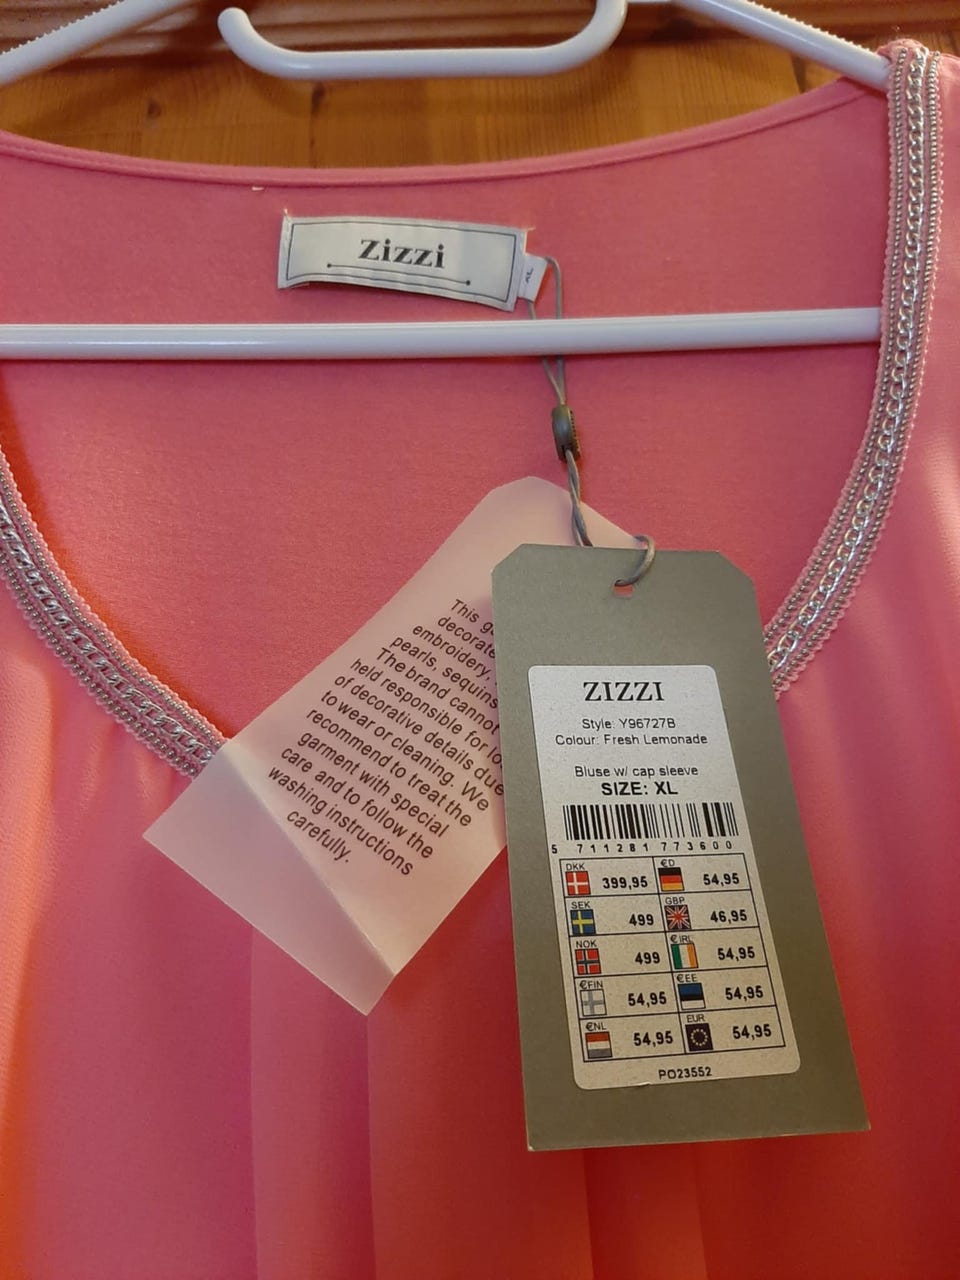 Zizzi
XL
This
decorate
embroidery,
pearls, sequins
The brand cannot
held responsible for
of decorative details due
to wear or cleaning. We
recommend to treat the
garment with special
care and to follow the
washing instructions
carefully.
ZIZZI
Style: Y96727B
Colour: Fresh Lemonade
Bluse w/ cap sleeve
SIZE: XL
5 711281 773600
DKK 399,95 €D 54,95
SEK 499 GBP 46,95
NOK 499 €IRL 54,95
€FIN 54,95 €EE 54,95
€NL 54,95 EUR 54,95
PO23552